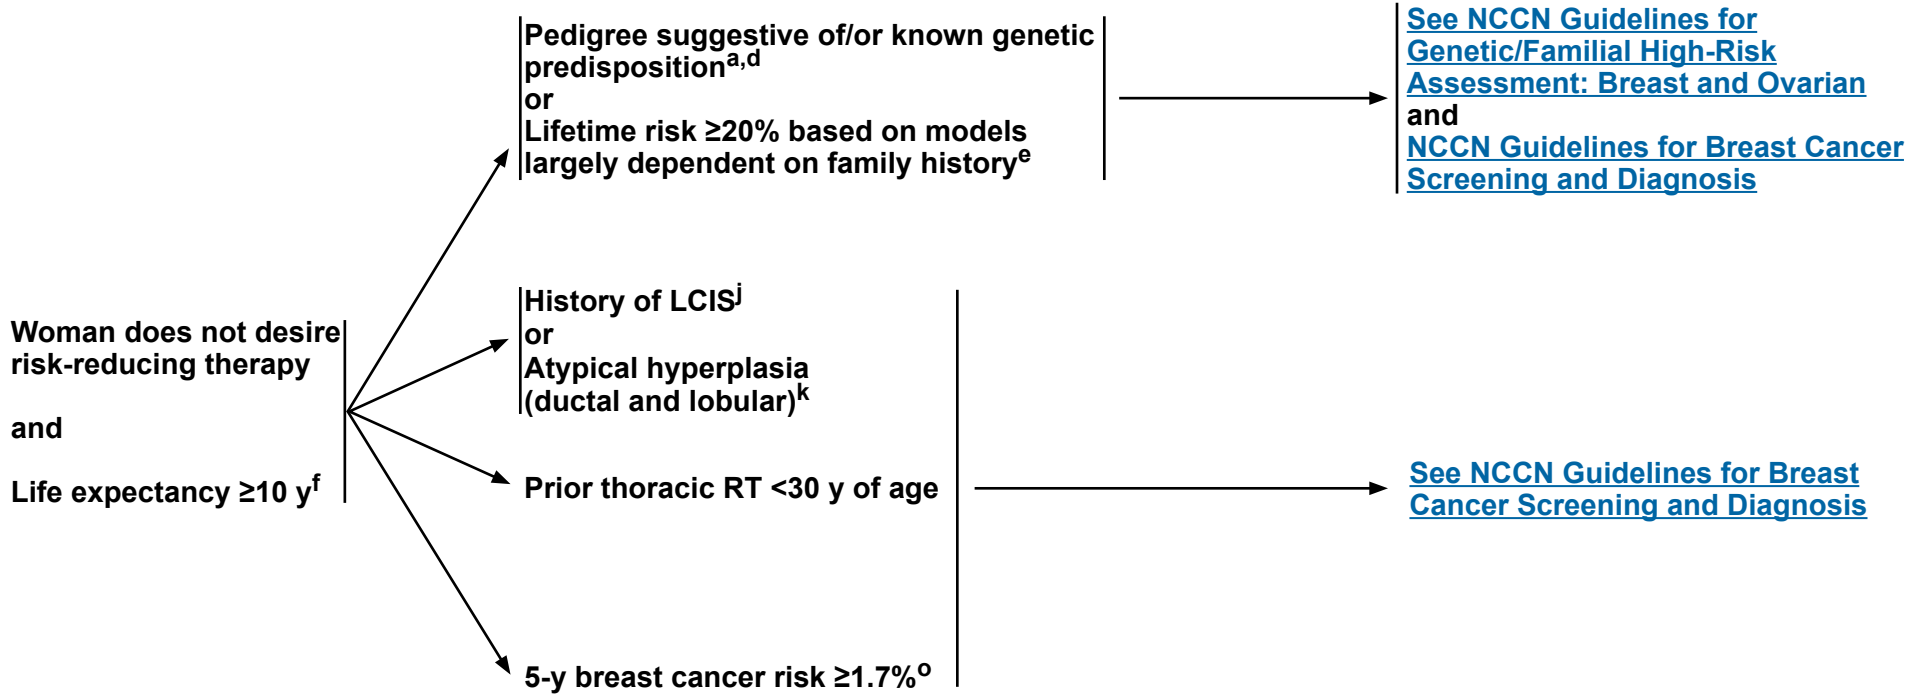 Woman does not desire
risk-reducing therapy
and
Life expectancy ≥10 y^f
Pedigree suggestive of/or known genetic
predisposition^a,d
or
Lifetime risk ≥20% based on models
largely dependent on family history^e
See NCCN Guidelines for
Genetic/Familial High-Risk
Assessment: Breast and Ovarian
and
NCCN Guidelines for Breast Cancer
Screening and Diagnosis
History of LCIS^j
or
Atypical hyperplasia
(ductal and lobular)^k
Prior thoracic RT <30 y of age
5-y breast cancer risk ≥1.7%^o
See NCCN Guidelines for Breast
Cancer Screening and Diagnosis